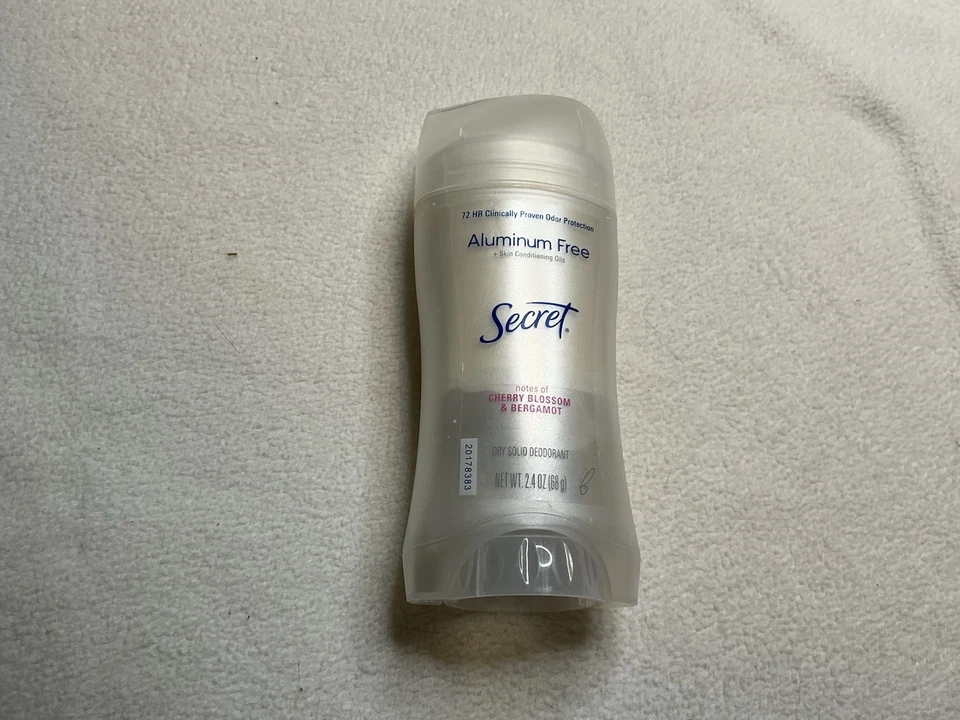 72 HR Clinically Proven Odor Protection
Aluminum Free
+ Skin Conditioning Oils
Secret®
notes of
CHERRY BLOSSOM
& BERGAMOT
DRY SOLID DEODORANT
20178383
NET WT. 2.4 OZ (68 g)